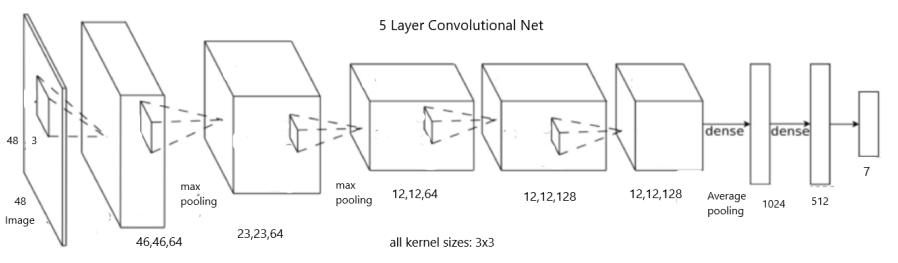 5 Layer Convolutional Net
48 3
48
Image
46,46,64
max
pooling
23,23,64
max
pooling
12,12,64
12,12,128
12,12,128
dense
Average
pooling
dense
1024
512
7
all kernel sizes: 3x3